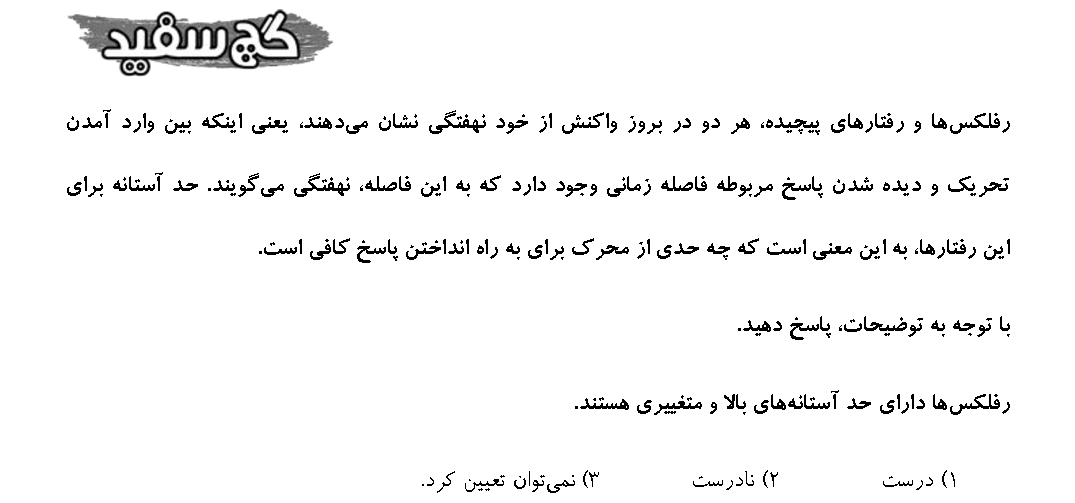 گچ سفید
رفلکس‌ها و رفتارهای پیچیده، هر دو در بروز واکنش از خود نهفتگی نشان می‌دهند، یعنی اینکه بین وارد آمدن
تحریک و دیده شدن پاسخ مربوطه فاصله زمانی وجود دارد که به این فاصله، نهفتگی می‌گویند. حد آستانه برای
این رفتارها، به این معنی است که چه حدی از محرک برای به راه انداختن پاسخ کافی است.
با توجه به توضیحات، پاسخ دهید.
رفلکس‌ها دارای حد آستانه‌های بالا و متغییری هستند.
۱) درست ۲) نادرست ۳) نمی‌توان تعیین کرد.